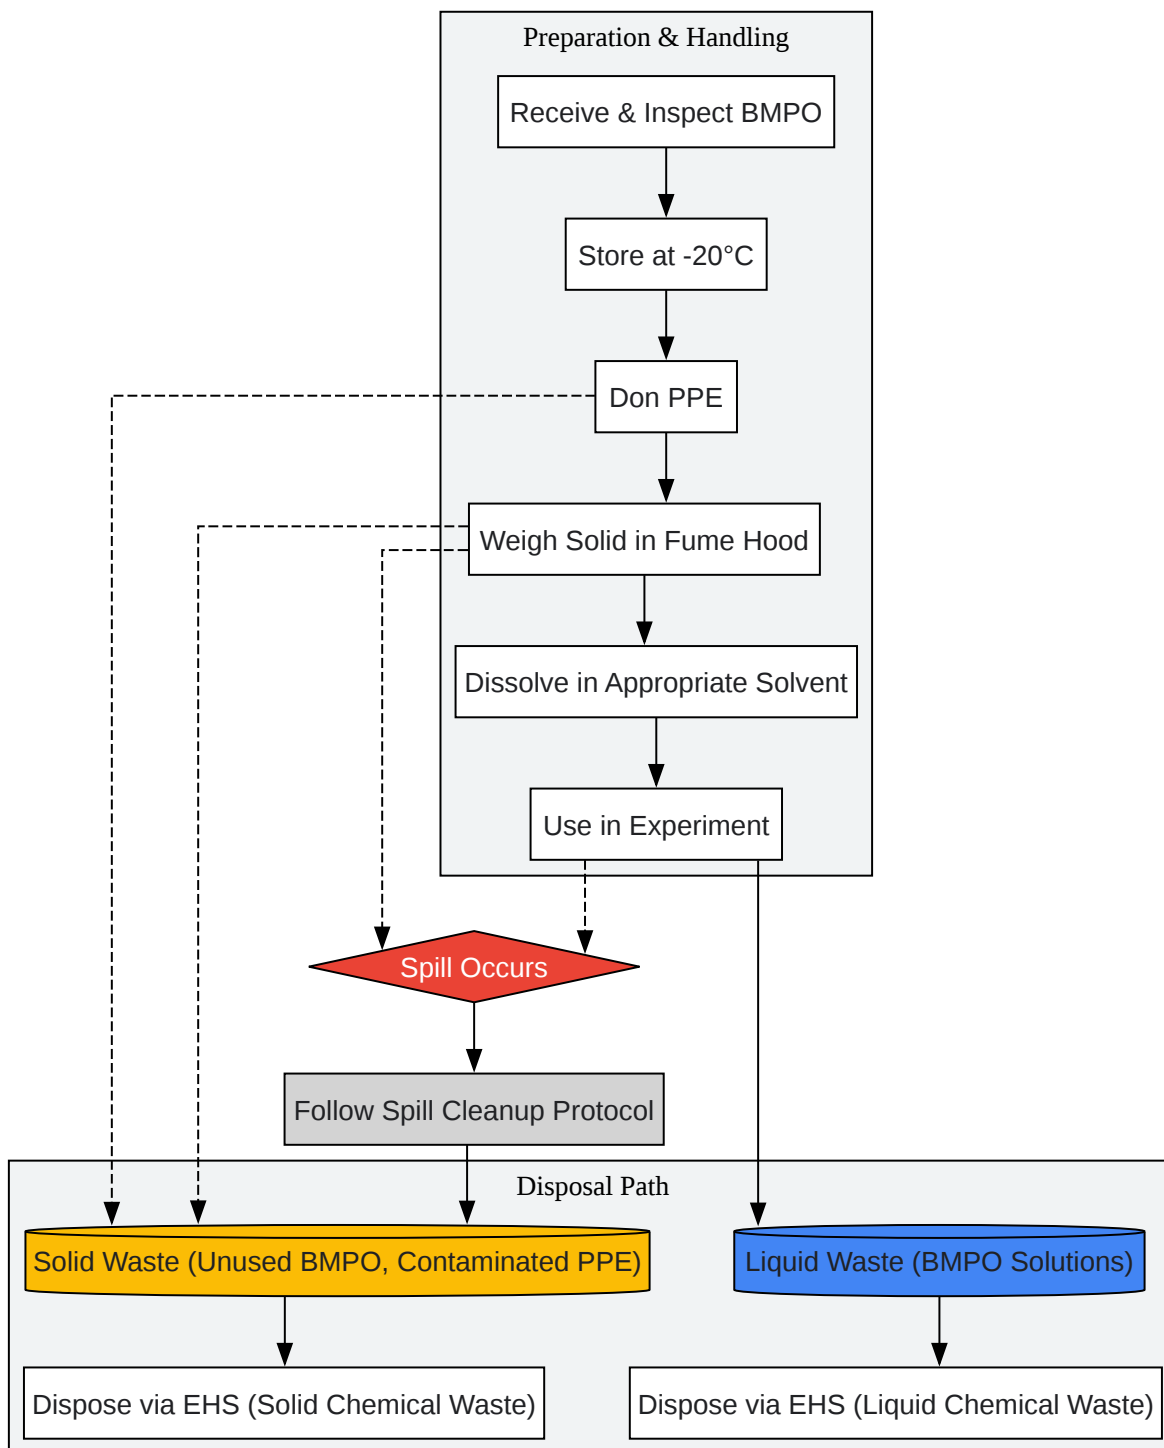 Preparation & Handling
Receive & Inspect BMPO
Store at -20°C
Don PPE
Weigh Solid in Fume Hood
Dissolve in Appropriate Solvent
Use in Experiment
Spill Occurs
Follow Spill Cleanup Protocol
Disposal Path
Solid Waste (Unused BMPO, Contaminated PPE)
Liquid Waste (BMPO Solutions)
Dispose via EHS (Solid Chemical Waste)
Dispose via EHS (Liquid Chemical Waste)